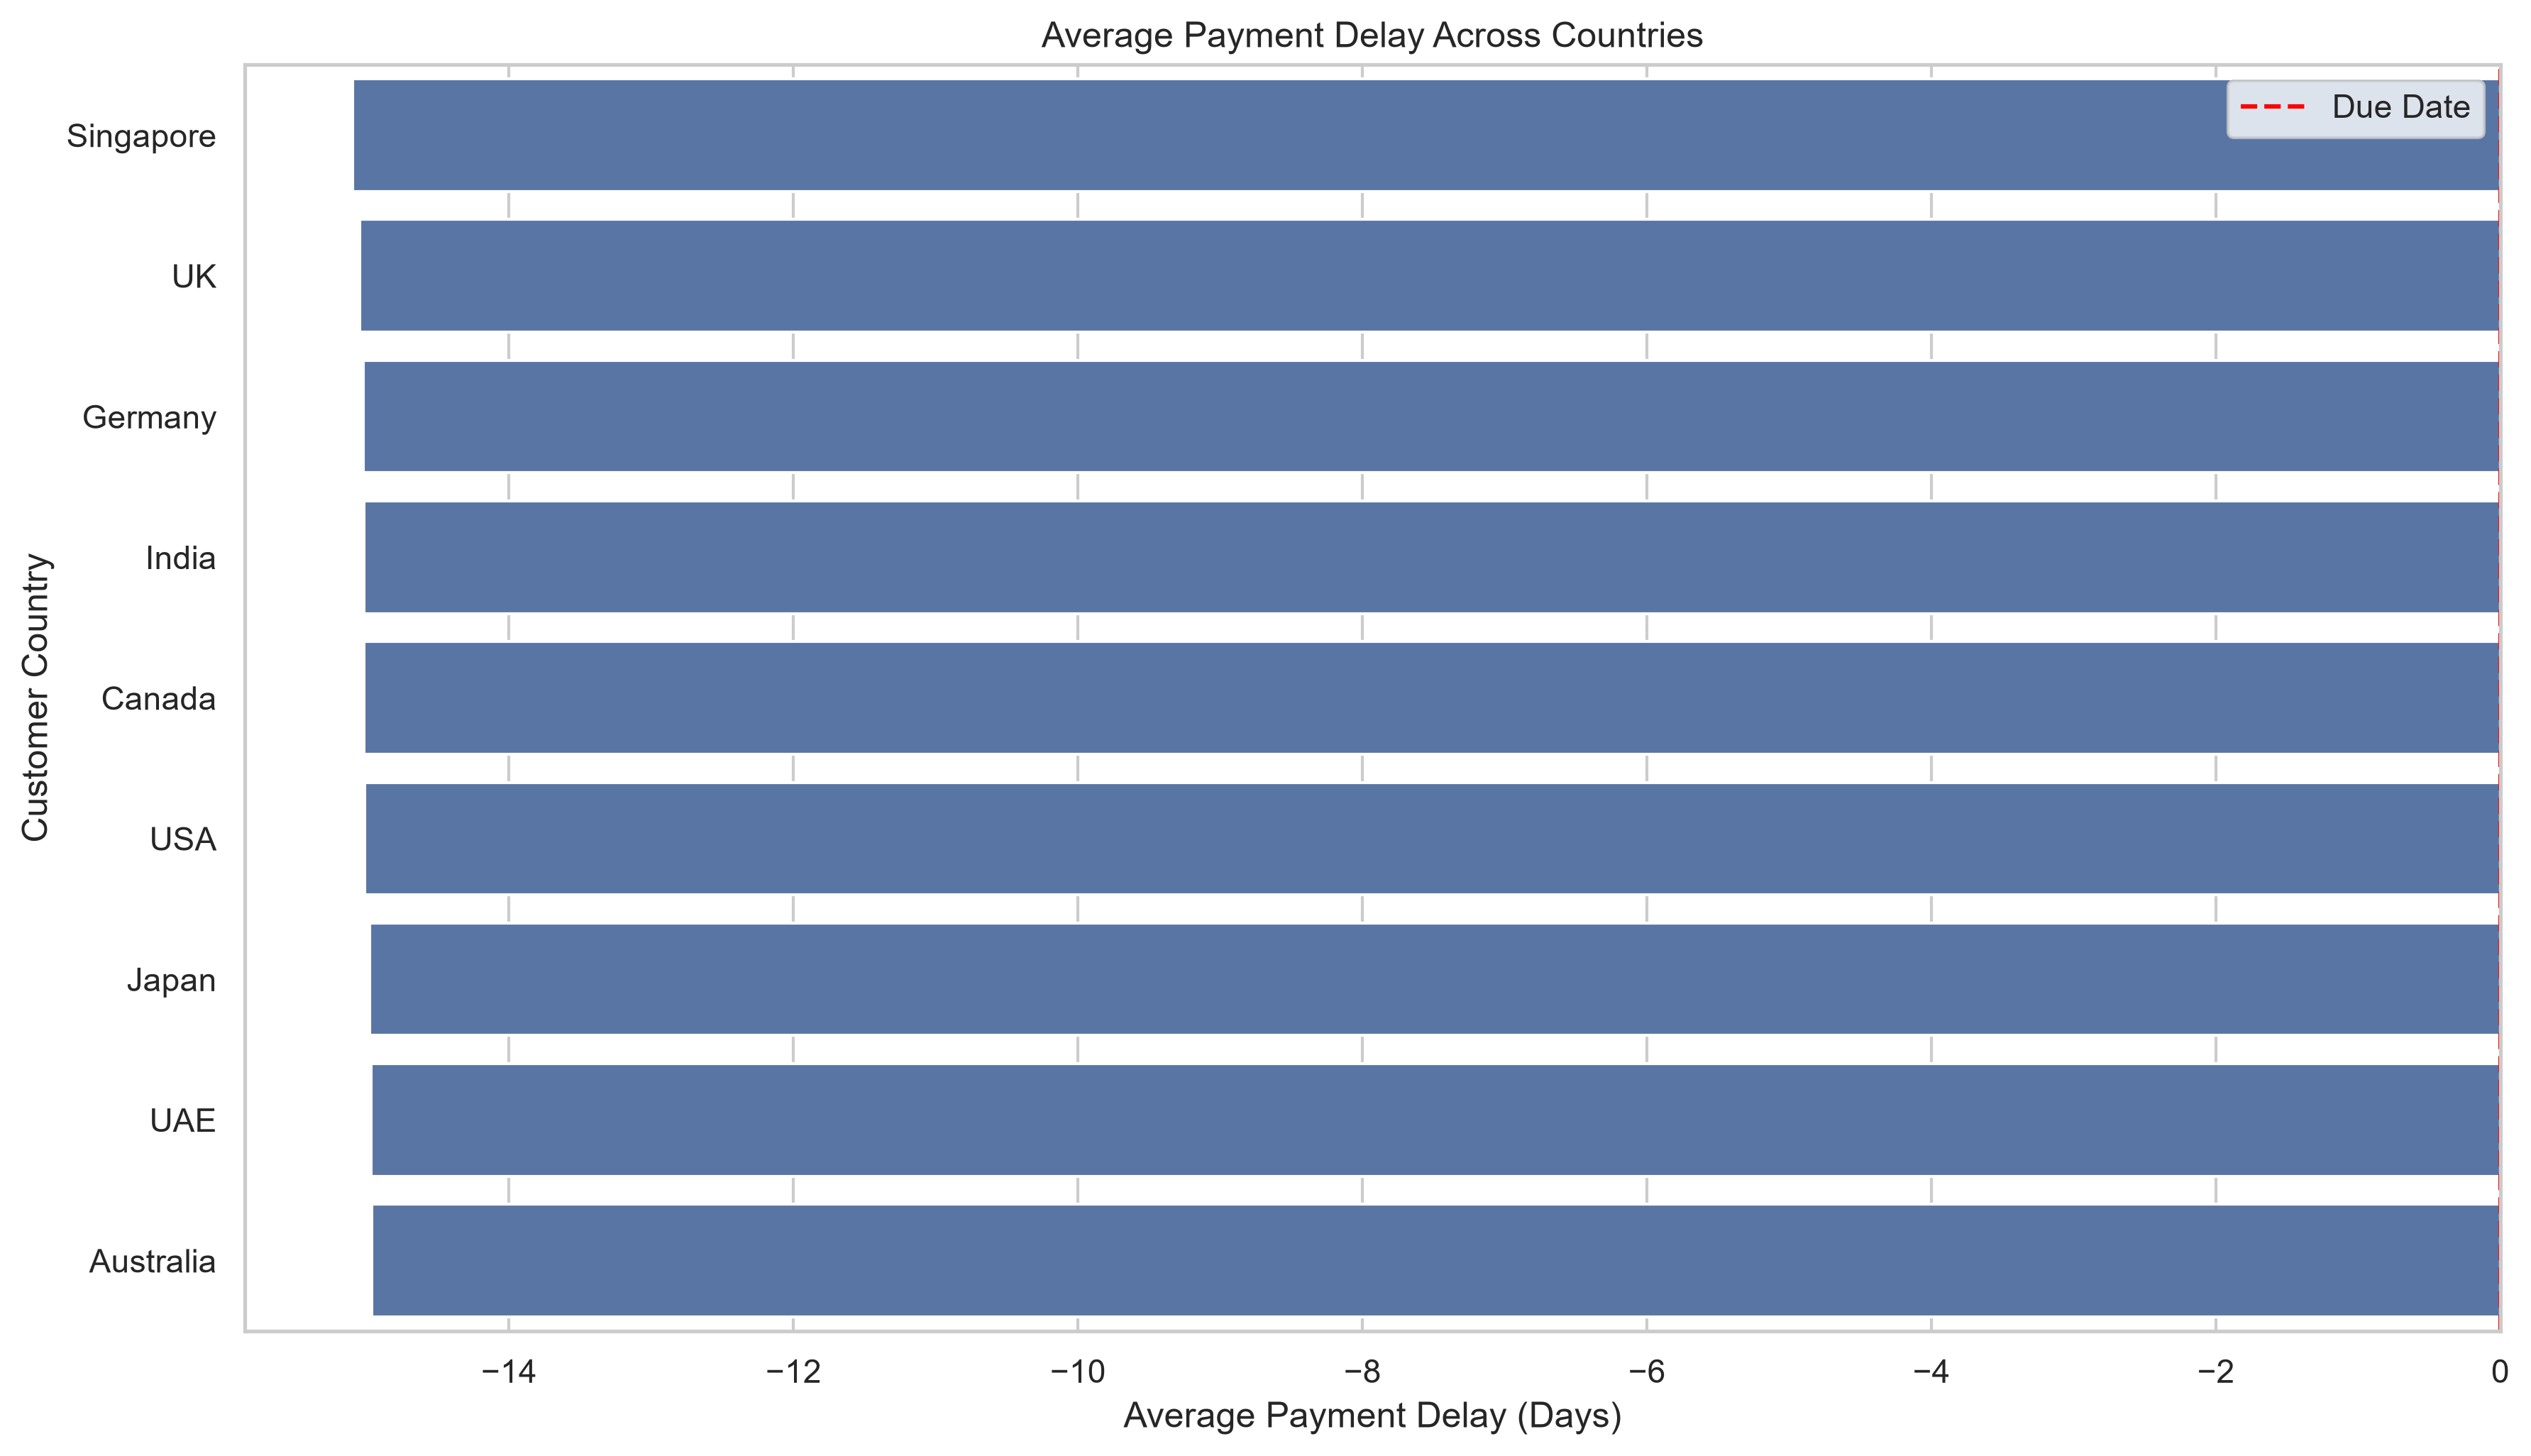 Average Payment Delay Across Countries
Due Date
Singapore
UK
Germany
India
Canada
USA
Japan
UAE
Australia
Customer Country
−14 −12 −10 −8 −6 −4 −2 0
Average Payment Delay (Days)